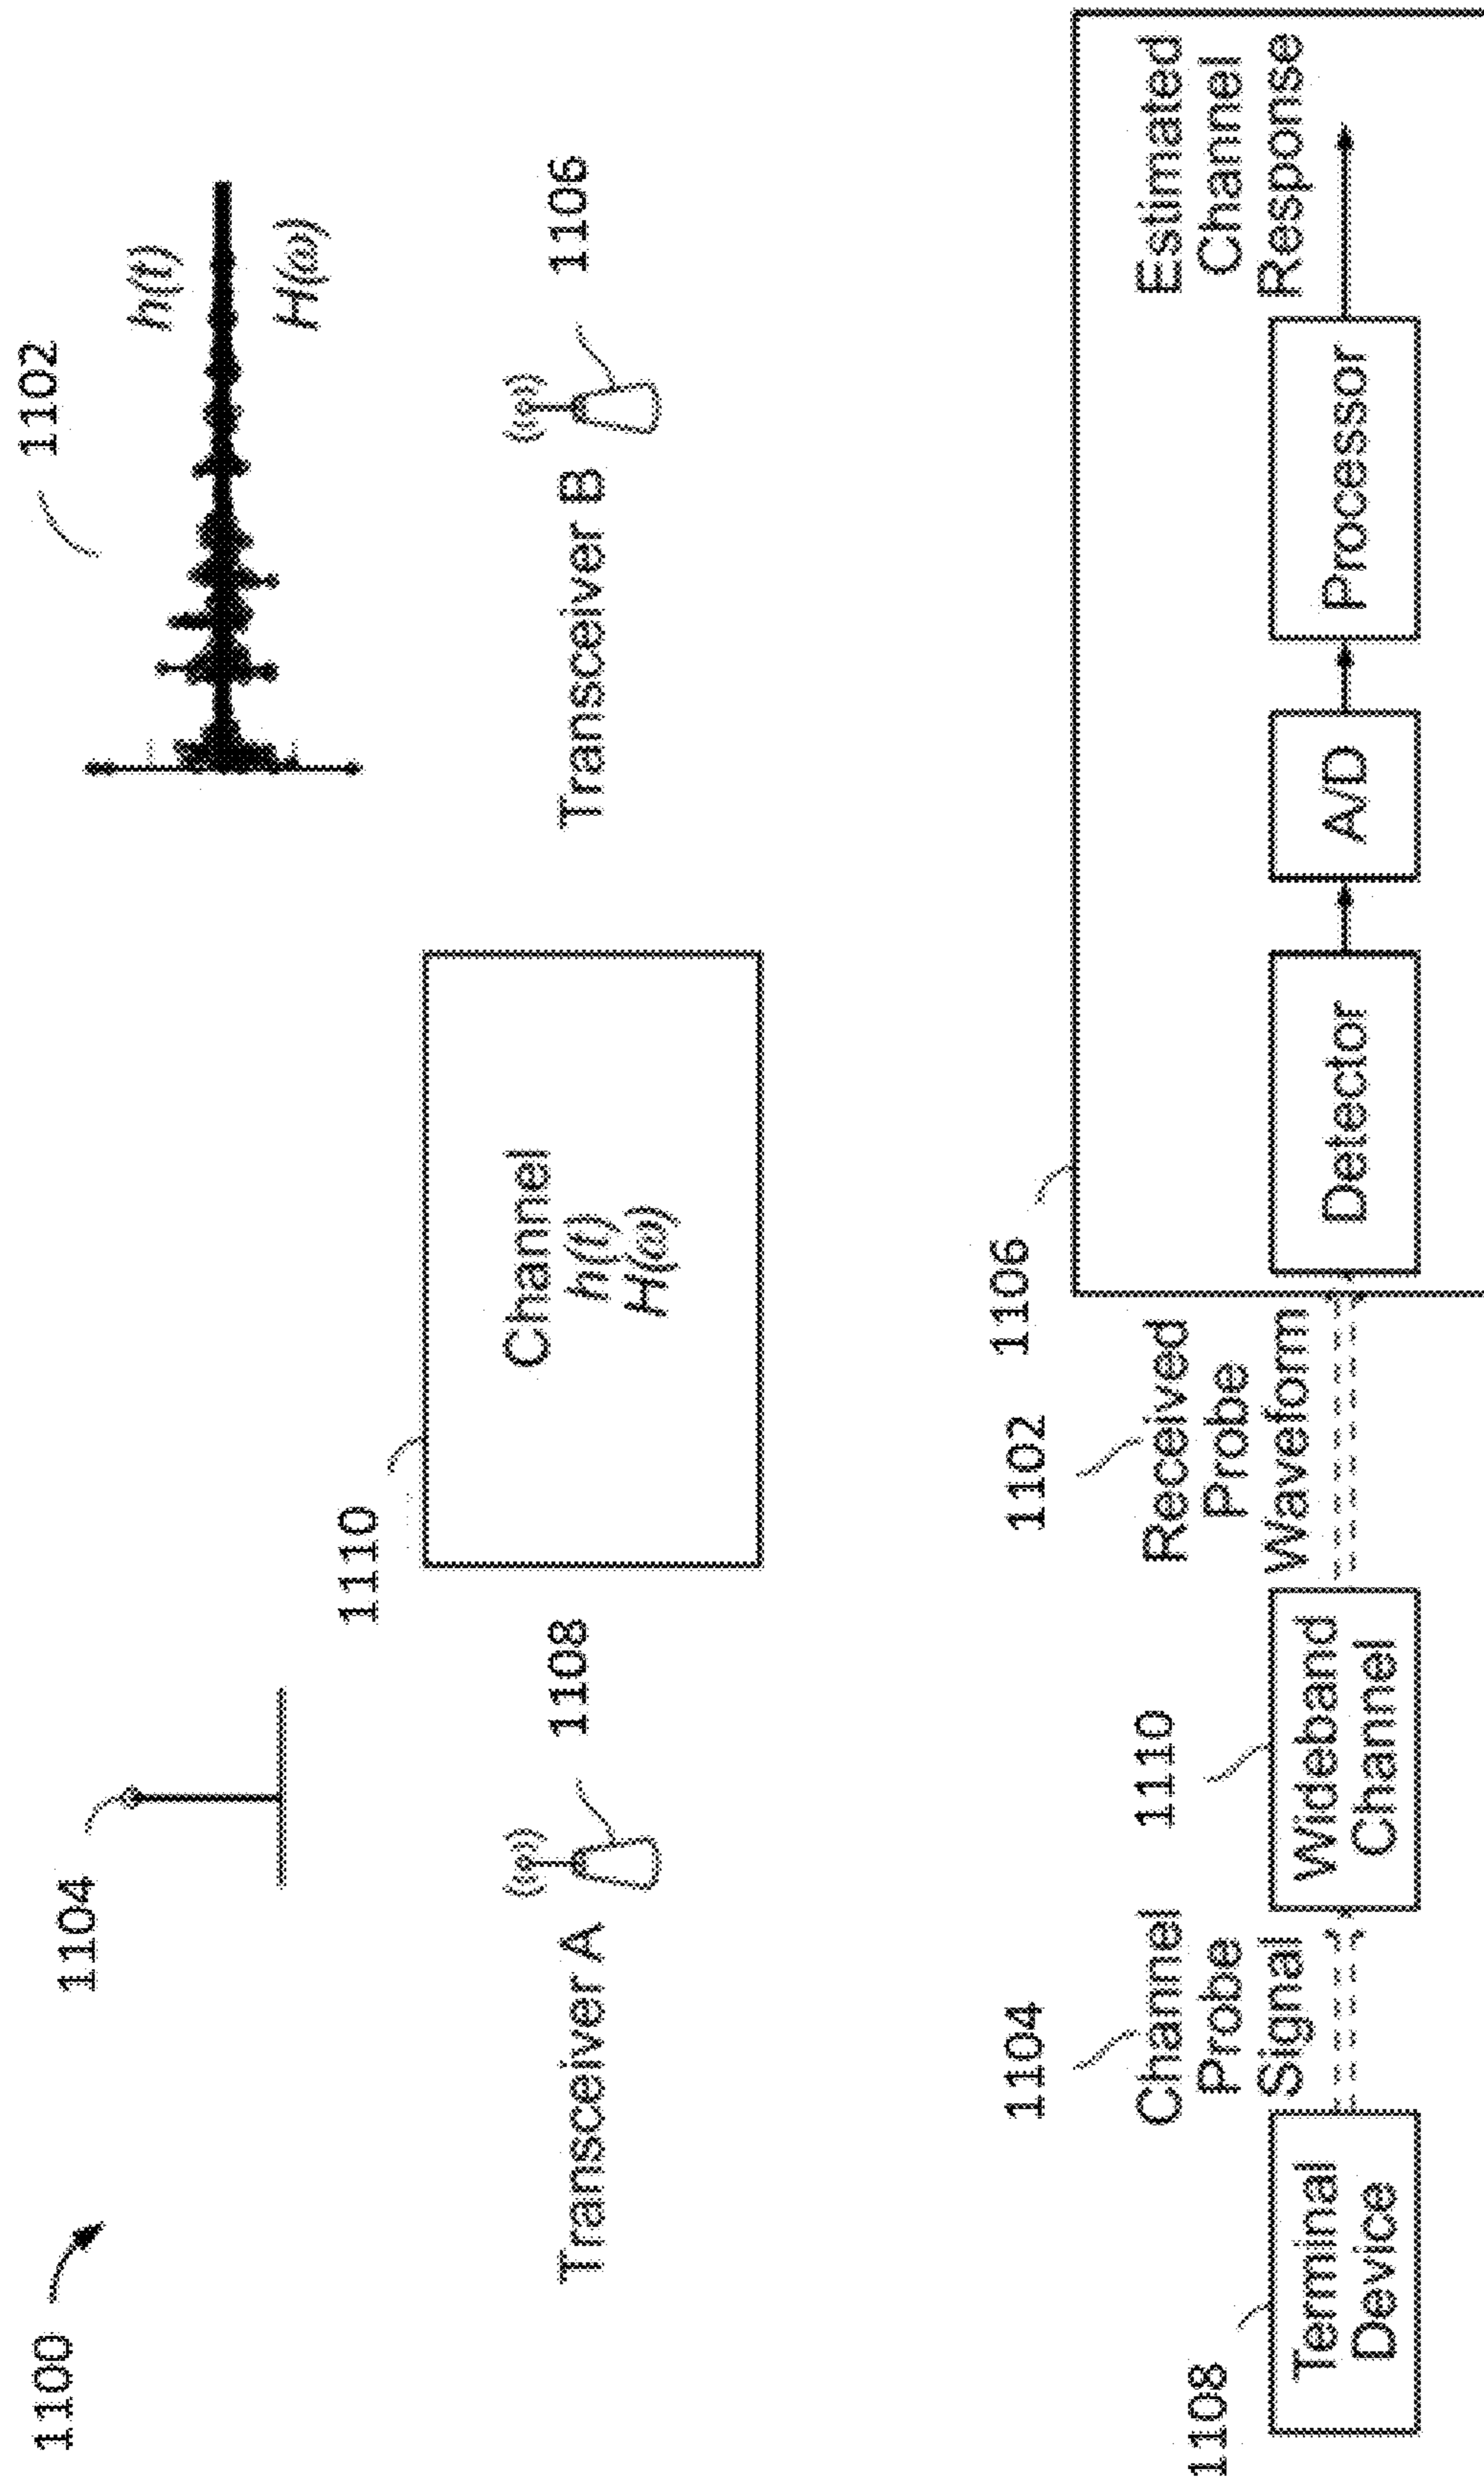 1100
1104
1102
h(t)
H(ω)
1110
Transceiver A
1108
Channel
h(t)
H(ω)
Transceiver B
1106
1108
Terminal
Device
1104
Channel
Probe
Signal
1110
Wideband
Channel
1102
Received
Probe
Waveform
1106
Detector
A/D
Processor
Estimated
Channel
Response